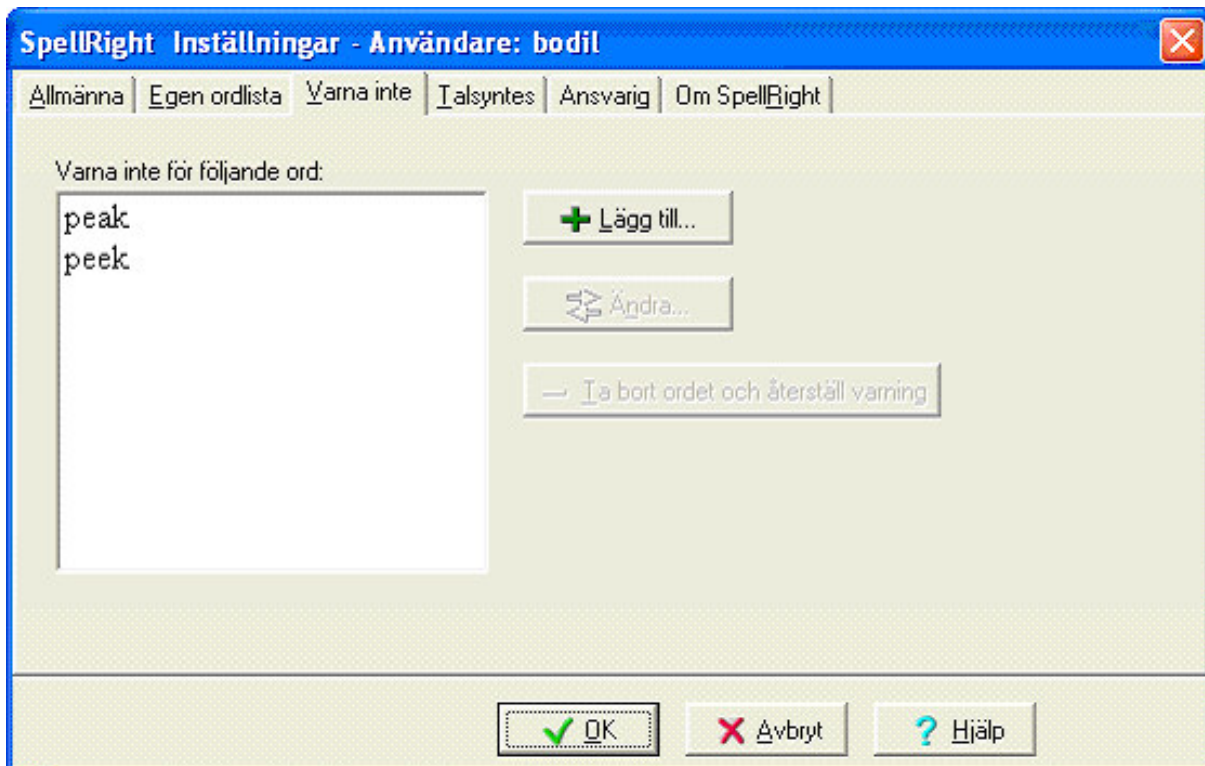 SpellRight Inställningar - Användare: bodil
Allmänna Egen ordlista Varna inte Talsyntes Ansvarig Om SpellRight
Varna inte för följande ord:
peak
peek
Lägg till...
Ändra...
Ta bort ordet och återställ varning
OK Avbryt Hjälp